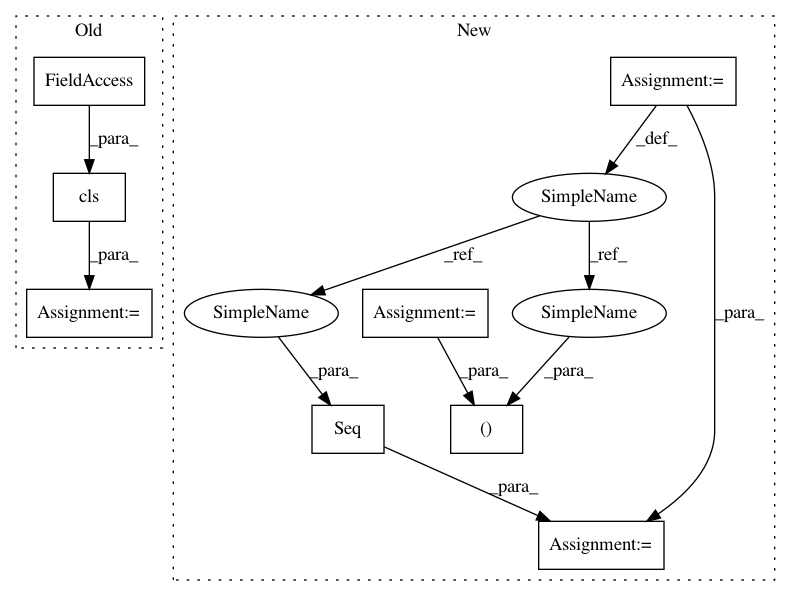 Old
New
FieldAccess
Assignment:=
_para_
_def_
cls
SimpleName
_para_
_ref_
_ref_
Assignment:=
SimpleName
Assignment:=
SimpleName
_para_
_para_
_para_
_para_
Seq
()
_para_
Assignment:=